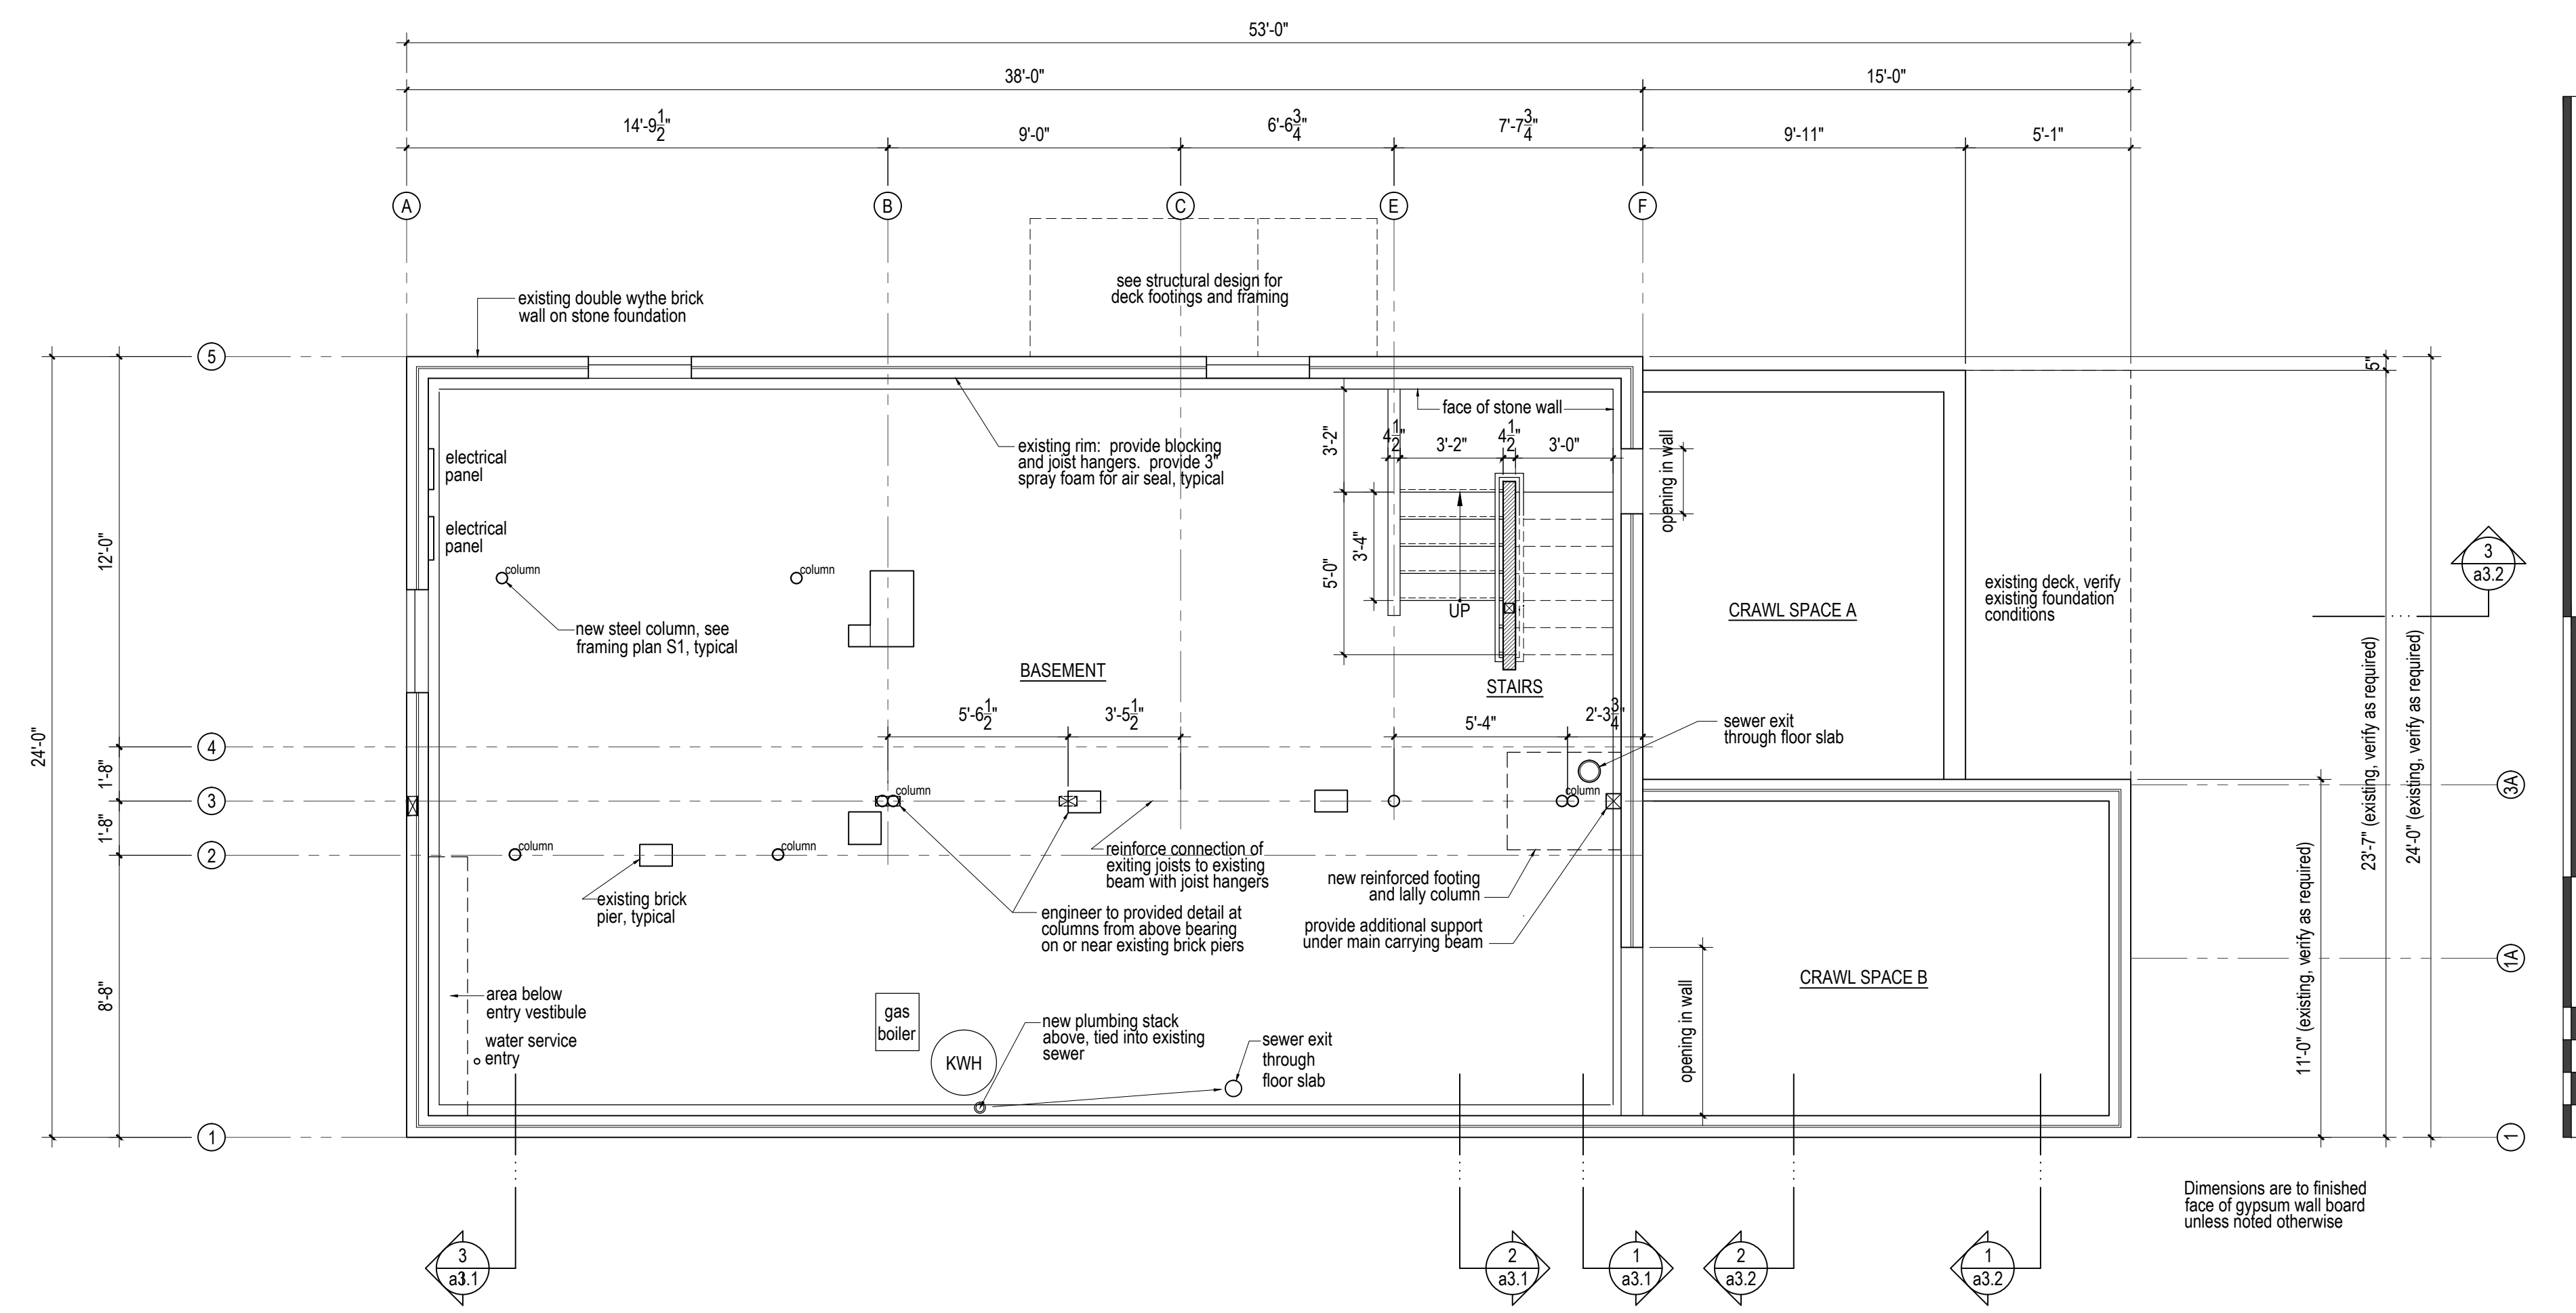 53'-0"
38'-0"
15'-0"
14'-9 1/2"
9'-0"
6'-6 3/4"
7'-7 3/4"
9'-11"
5'-1"
A
B
C
E
F
see structural design for
deck footings and framing
existing double wythe brick
wall on stone foundation
5
5"
face of stone wall
4 1/2"
3'-2"
4 1/2"
3'-0"
3'-2"
existing rim: provide blocking
and joist hangers. provide 3"
spray foam for air seal, typical
opening in wall
electrical
panel
electrical
panel
12'-0"
3'-4"
5'-0"
UP
column
column
new steel column, see
framing plan S1, typical
CRAWL SPACE A
existing deck, verify
existing foundation
conditions
3
a3.2
BASEMENT
STAIRS
5'-6 1/2"
3'-5 1/2"
5'-4"
2'-3 3/4"
sewer exit
through floor slab
24'-0"
4
1'-8"
3
1'-8"
2
column
column
column
column
3A
23'-7" (existing, verify as required)
24'-0" (existing, verify as required)
reinforce connection of
exiting joists to existing
beam with joist hangers
new reinforced footing
and lally column
existing brick
pier, typical
engineer to provided detail at
columns from above bearing
on or near existing brick piers
provide additional support
under main carrying beam
11'-0" (existing, verify as required)
1A
CRAWL SPACE B
8'-8"
area below
entry vestibule
water service
entry
gas
boiler
KWH
new plumbing stack
above, tied into existing
sewer
sewer exit
through
floor slab
opening in wall
1
1
Dimensions are to finished
face of gypsum wall board
unless noted otherwise
3
a3.1
2
a3.1
1
a3.1
2
a3.2
1
a3.2